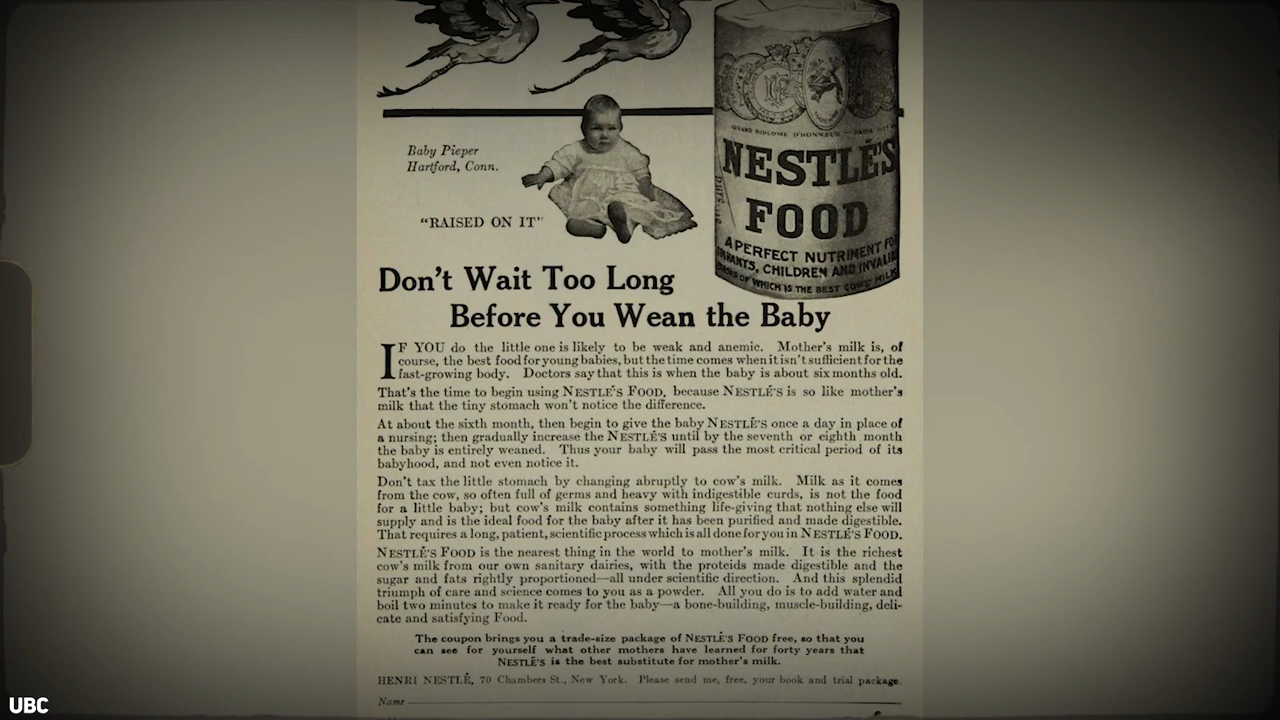 Baby Pieper
Hartford, Conn.
"RAISED ON IT"
GRAND DIPLOME D'HONNEUR
NESTLÉ'S
FOOD
A PERFECT NUTRIMENT FO
INFANTS, CHILDREN AND INVALI
OF WHICH IS THE BEST COWS' MILK
Don't Wait Too Long
Before You Wean the Baby
IF YOU do the little one is likely to be weak and anemic. Mother's milk is, of
course, the best food for young babies, but the time comes when it isn't sufficient for the
fast-growing body. Doctors say that this is when the baby is about six months old.
That's the time to begin using NESTLÉ'S FOOD, because NESTLÉ'S is so like mother's
milk that the tiny stomach won't notice the difference.
At about the sixth month, then begin to give the baby NESTLÉ'S once a day in place of
a nursing; then gradually increase the NESTLÉ'S until by the seventh or eighth month
the baby is entirely weaned. Thus your baby will pass the most critical period of its
babyhood, and not even notice it.
Don't tax the little stomach by changing abruptly to cow's milk. Milk as it comes
from the cow, so often full of germs and heavy with indigestible curds, is not the food
for a little baby; but cow's milk contains something life-giving that nothing else will
supply and is the ideal food for the baby after it has been purified and made digestible.
That requires a long, patient, scientific process which is all done for you in NESTLÉ'S FOOD.
NESTLÉ'S FOOD is the nearest thing in the world to mother's milk. It is the richest
cow's milk from our own sanitary dairies, with the proteids made digestible and the
sugar and fats rightly proportioned—all under scientific direction. And this splendid
triumph of care and science comes to you as a powder. All you do is to add water and
boil two minutes to make it ready for the baby—a bone-building, muscle-building, deli-
cate and satisfying Food.
The coupon brings you a trade-size package of NESTLÉ'S FOOD free, so that you
can see for yourself what other mothers have learned for forty years that
NESTLÉ'S is the best substitute for mother's milk.
HENRI NESTLÉ, 70 Chambers St., New York. Please send me, free, your book and trial package.
Name
UBC